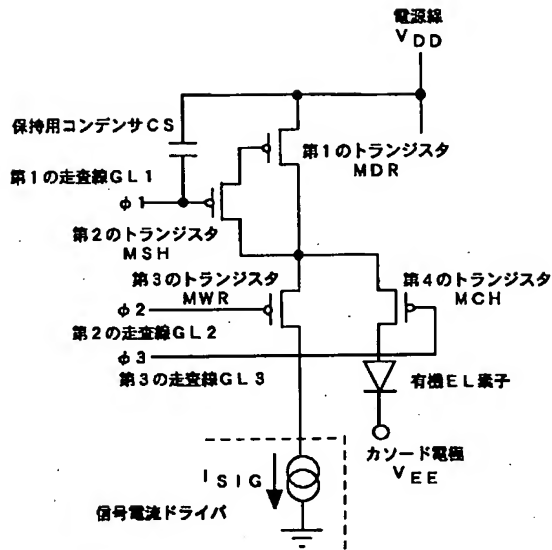 電源線
VDD
保持用コンデンサCS
第1のトランジスタ
MDR
第1の走査線GL1
φ1
第2のトランジスタ
MSH
第3のトランジスタ
MWR
第4のトランジスタ
MCH
φ2
第2の走査線GL2
φ3
第3の走査線GL3
有機EL素子
カソード電極
VEE
ISIG
信号電流ドライバ